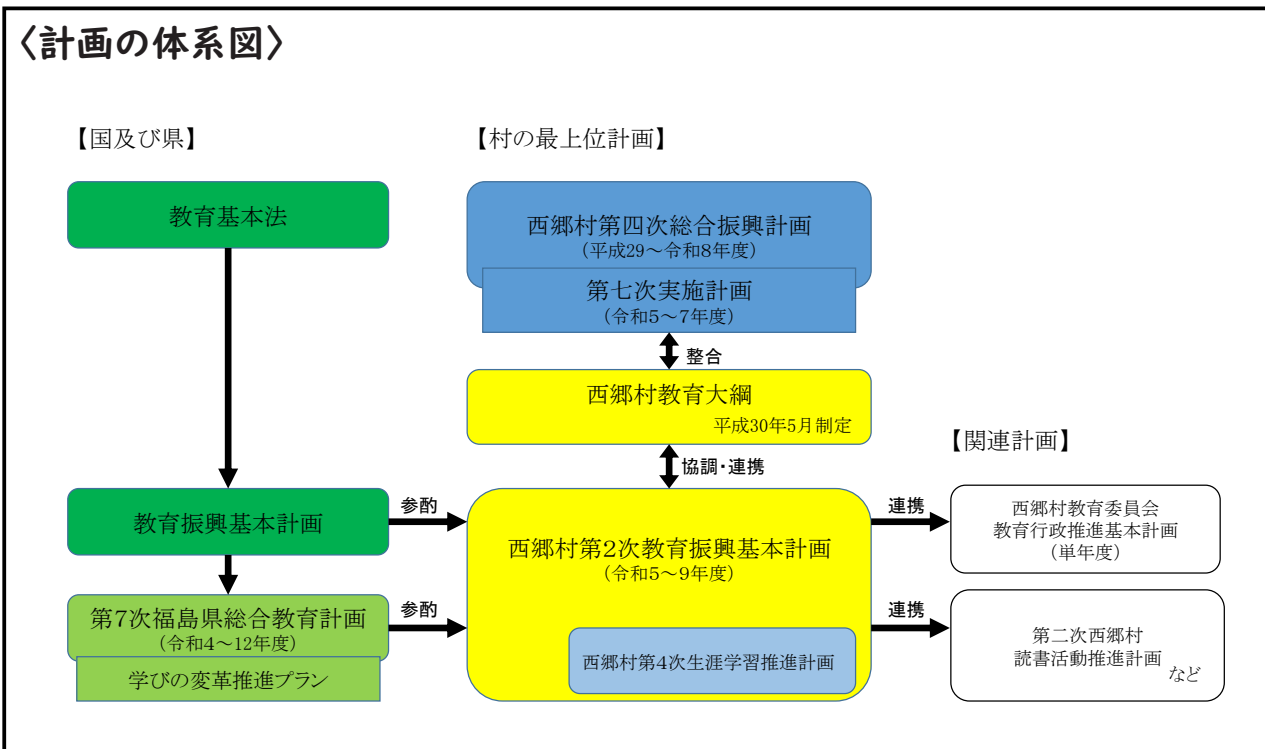 〈計画の体系図〉
【国及び県】
教育基本法
教育振興基本計画
参酌
第7次福島県総合教育計画
（令和4～12年度）
参酌
学びの変革推進プラン
【村の最上位計画】
西郷村第四次総合振興計画
（平成29～令和8年度）
第七次実施計画
（令和5～7年度）
整合
西郷村教育大綱
平成30年5月制定
協調・連携
西郷村第2次教育振興基本計画
（令和5～9年度）
西郷村第4次生涯学習推進計画
【関連計画】
連携
西郷村教育委員会
教育行政推進基本計画
（単年度）
連携
第二次西郷村
読書活動推進計画
など